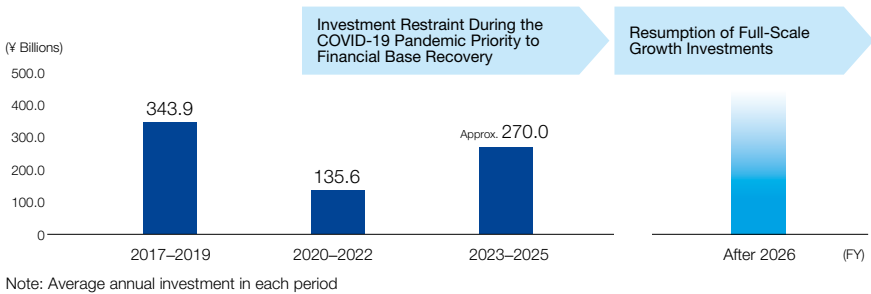 Investment Restraint During the
COVID-19 Pandemic Priority to
Financial Base Recovery
Resumption of Full-Scale
Growth Investments
(¥ Billions)
500.0
400.0
300.0
200.0
100.0
0
343.9
135.6
Approx. 270.0
2017–2019
2020–2022
2023–2025
After 2026
(FY)
Note: Average annual investment in each period